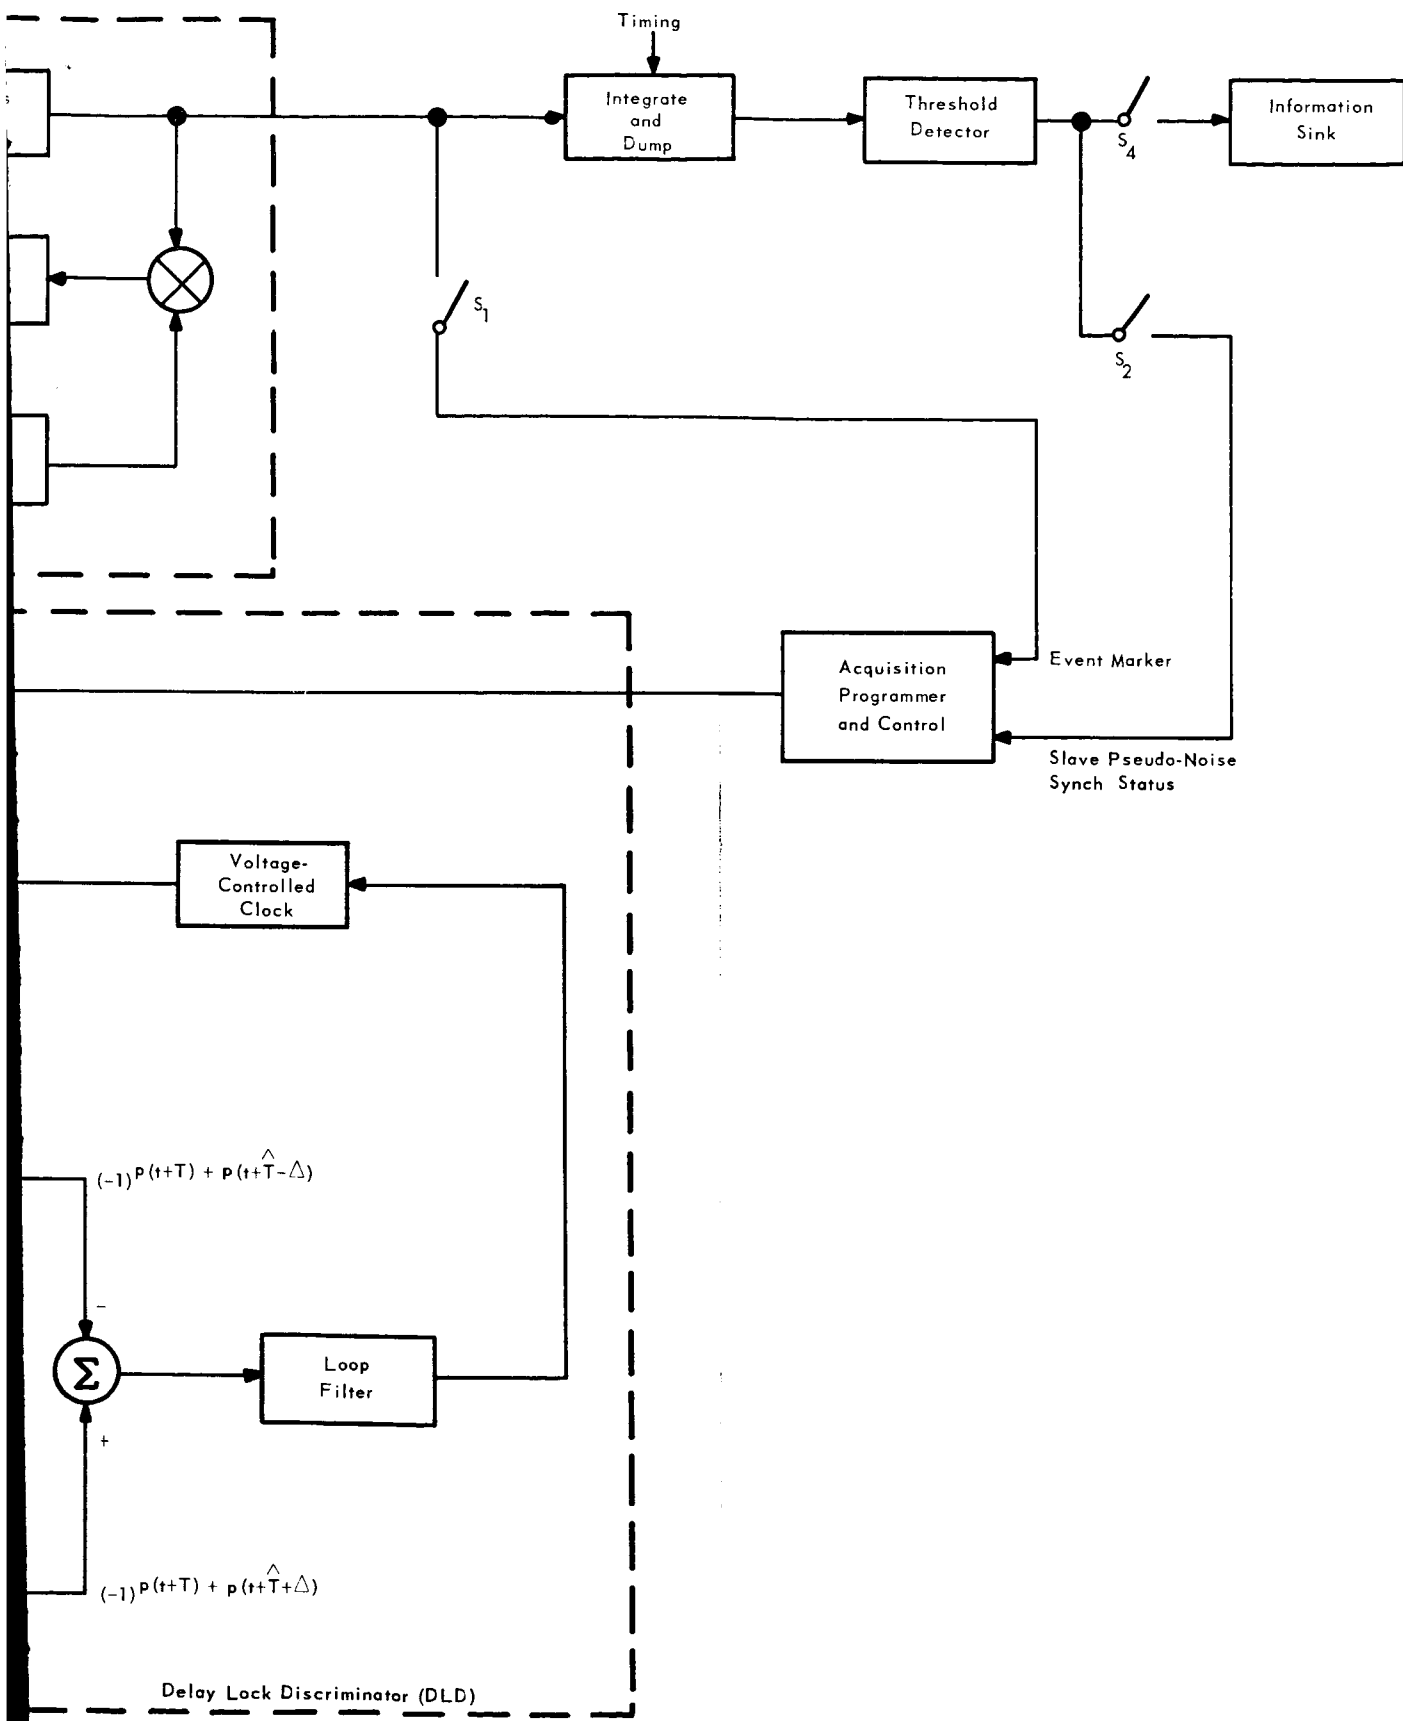 Timing
Integrate
and
Dump
Threshold
Detector
S4
Information
Sink
S1
S2
Acquisition
Programmer
and Control
Event Marker
Slave Pseudo-Noise
Synch Status
Voltage-
Controlled
Clock
(-1)^p(t+T) + p(t+T̂-Δ)
-
Σ
Loop
Filter
+
(-1)^p(t+T) + p(t+T̂+Δ)
Delay Lock Discriminator (DLD)